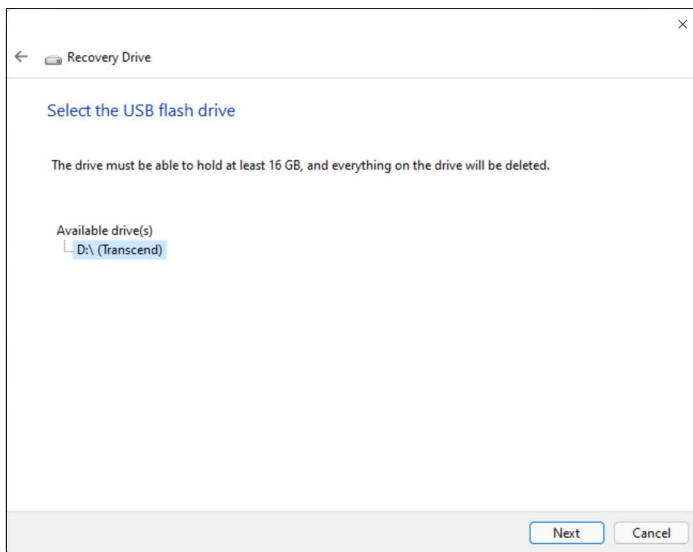 Recovery Drive
Select the USB flash drive
The drive must be able to hold at least 16 GB, and everything on the drive will be deleted.
Available drive(s)
D:\ (Transcend)
Next Cancel